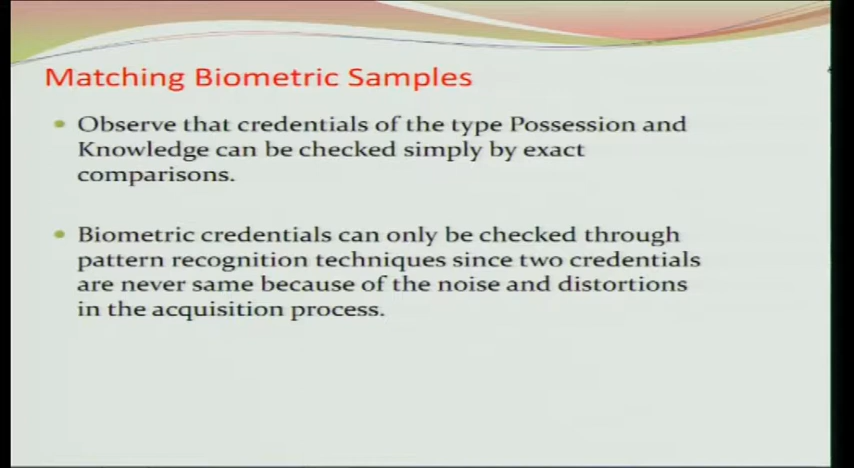 Matching Biometric Samples
Observe that credentials of the type Possession and
Knowledge can be checked simply by exact
comparisons.
Biometric credentials can only be checked through
pattern recognition techniques since two credentials
are never same because of the noise and distortions
in the acquisition process.